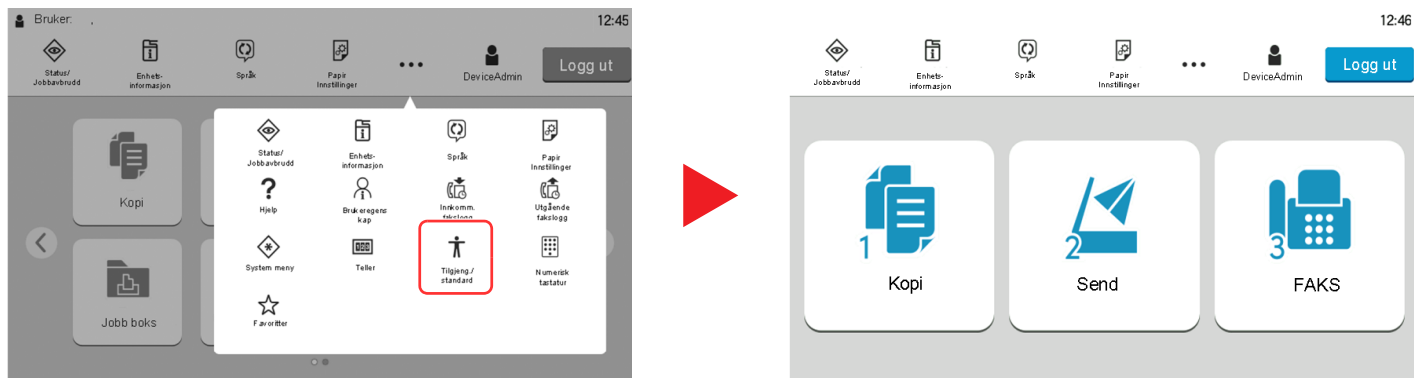 Bruker: .
12:45
Status/
Jobbavbrudd
Enhets-
informasjon
Språk
Papir
Innstillinger
DeviceAdmin
Logg ut
Kopi
Jobb boks
Status/
Jobbavbrudd
Enhets-
informasjon
Språk
Papir
Innstillinger
Hjelp
Brukeregens
kap
Innkomm.
fakslogg
Utgående
fakslogg
System meny
Teller
Tilgjeng./
standard
Numerisk
tastatur
Favoritter
12:46
Status/
Jobbavbrudd
Enhets-
informasjon
Språk
Papir
Innstillinger
DeviceAdmin
Logg ut
1
Kopi
2
Send
3
FAKS